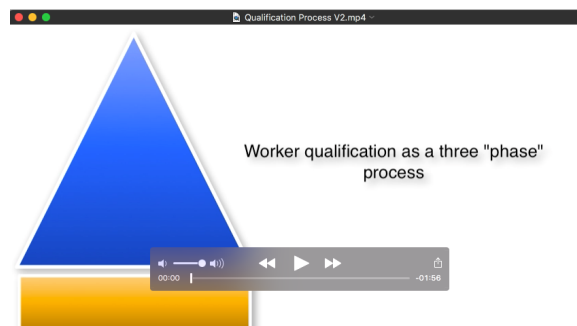 Qualification Process V2.mp4
Worker qualification as a three "phase"
process
00:00
-01:56